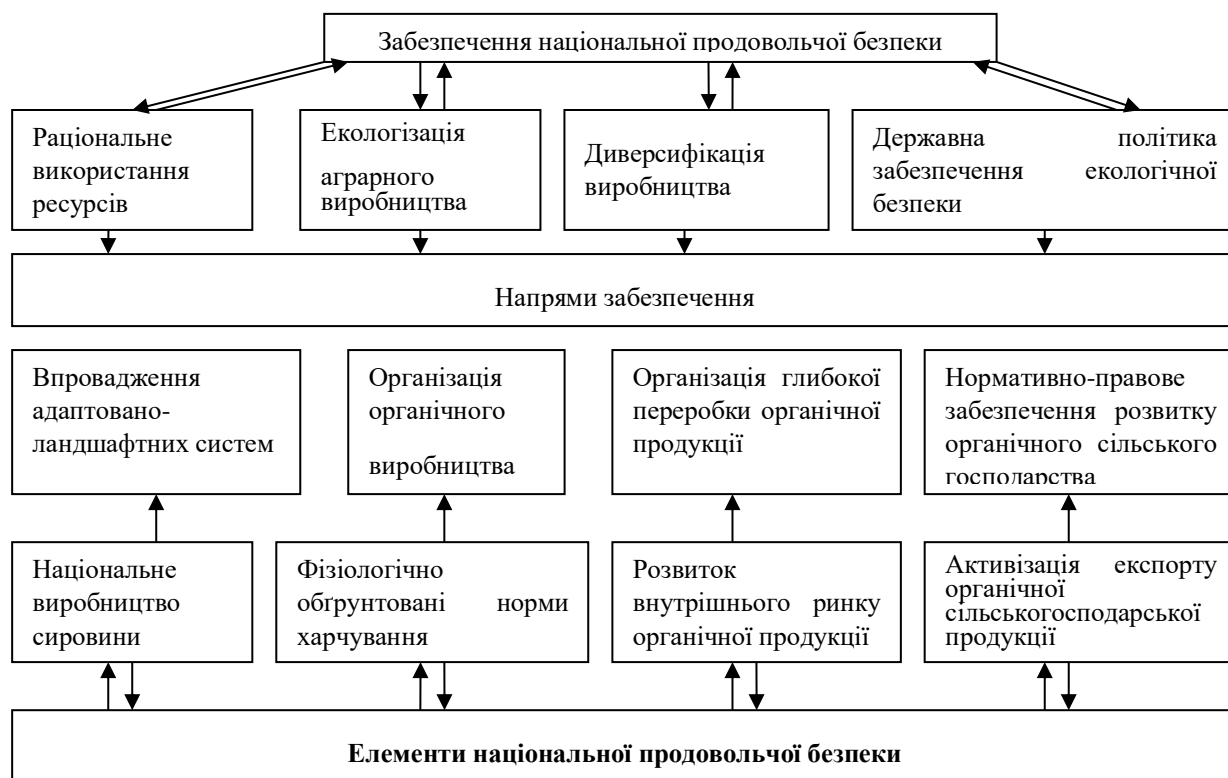 Забезпечення національної продовольчої безпеки
Раціональне
використання
ресурсів
Екологізація
аграрного
виробництва
Диверсифікація
виробництва
Державна політика
забезпечення екологічної
безпеки
Напрями забезпечення
Впровадження
адаптовано-
ландшафтних систем
Організація
органічного
виробництва
Організація глибокої
переробки органічної
продукції
Нормативно-правове
забезпечення розвитку
органічного сільського
господарства
Національне
виробництво
сировини
Фізіологічно
обґрунтовані норми
харчування
Розвиток
внутрішнього ринку
органічної продукції
Активізація експорту
органічної
сільськогосподарської
продукції
Елементи національної продовольчої безпеки